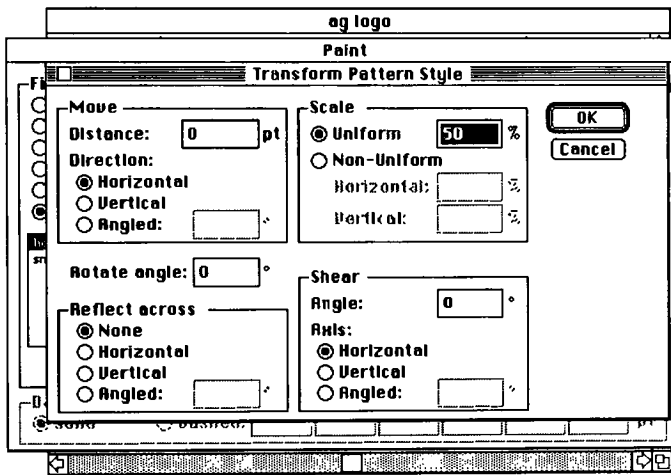 ag logo
Paint
Transform Pattern Style
Move
Distance: 0 pt
Direction:
Horizontal
Vertical
Angled: °
Rotate angle: 0 °
Reflect across
None
Horizontal
Vertical
Angled: °
Scale
Uniform 50 %
Non-Uniform
Horizontal: %
Vertical: %
Shear
Angle: 0 °
Axis:
Horizontal
Vertical
Angled: °
OK
Cancel